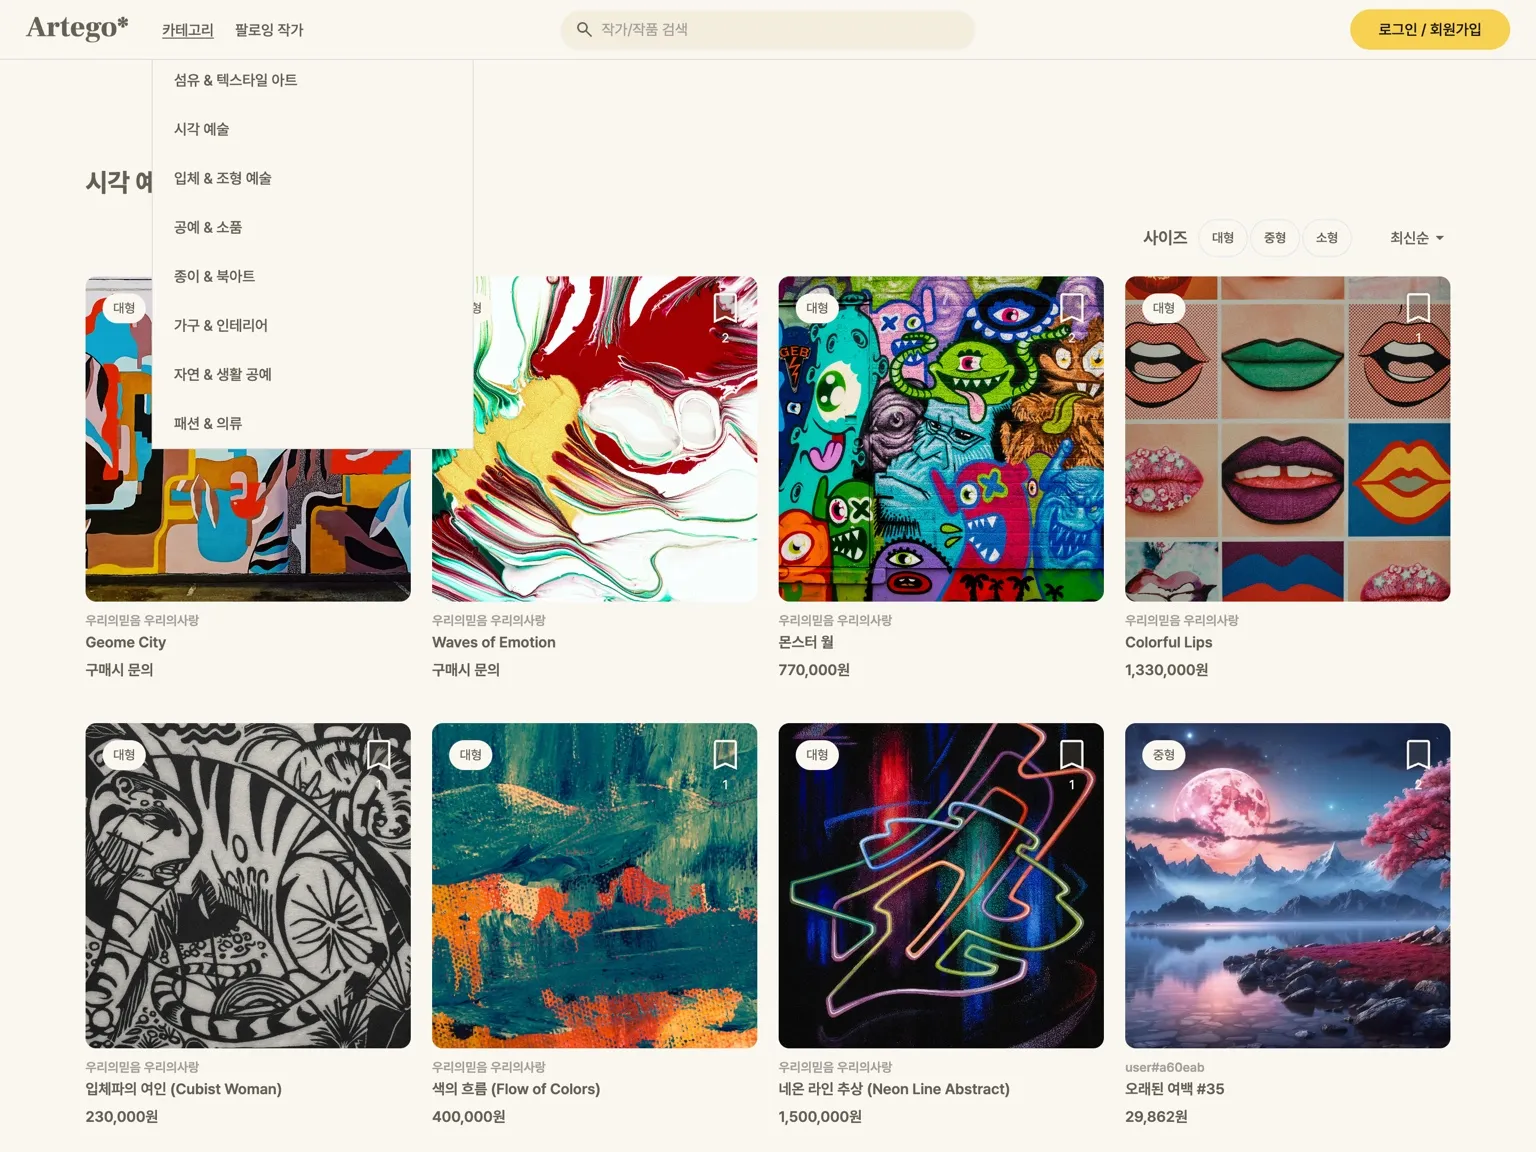 Artego*
카테고리
팔로잉 작가
작가/작품 검색
로그인 / 회원가입
섬유 & 텍스타일 아트
시각 예술
입체 & 조형 예술
공예 & 소품
종이 & 북아트
가구 & 인테리어
자연 & 생활 공예
패션 & 의류
시각 예
사이즈
대형
중형
소형
최신순
대형
형
2
대형
2
GEB
대형
1
우리의믿음 우리의사랑
Geome City
구매시 문의
우리의믿음 우리의사랑
Waves of Emotion
구매시 문의
우리의믿음 우리의사랑
몬스터 월
770,000원
우리의믿음 우리의사랑
Colorful Lips
1,330,000원
대형
1
대형
1
대형
1
중형
2
우리의믿음 우리의사랑
입체파의 여인 (Cubist Woman)
230,000원
우리의믿음 우리의사랑
색의 흐름 (Flow of Colors)
400,000원
우리의믿음 우리의사랑
네온 라인 추상 (Neon Line Abstract)
1,500,000원
user#a60eab
오래된 여백 #35
29,862원